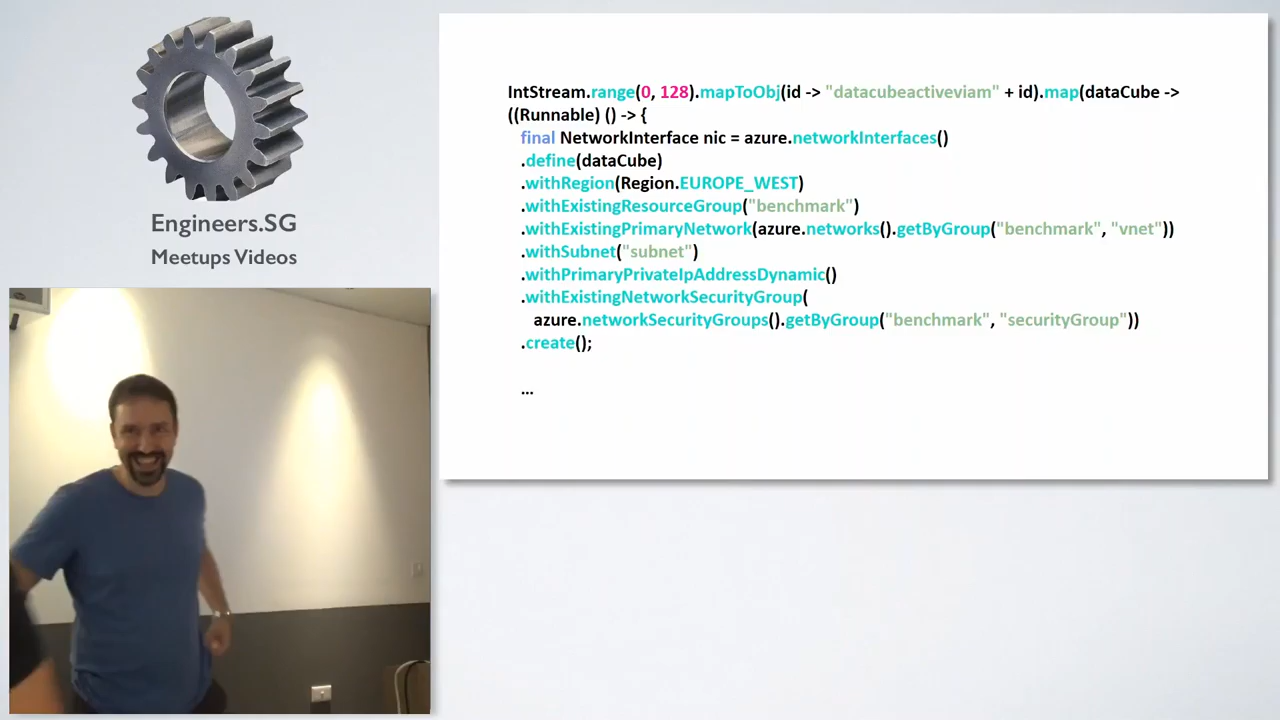 Engineers.SG
Meetups Videos
IntStream.range(0, 128).mapToObj(id -> "datacubeactiveviam" + id).map(dataCube ->
((Runnable) () -> {
final NetworkInterface nic = azure.networkInterfaces()
.define(dataCube)
.withRegion(Region.EUROPE_WEST)
.withExistingResourceGroup("benchmark")
.withExistingPrimaryNetwork(azure.networks().getByGroup("benchmark", "vnet"))
.withSubnet("subnet")
.withPrimaryPrivateIpAddressDynamic()
.withExistingNetworkSecurityGroup(
azure.networkSecurityGroups().getByGroup("benchmark", "securityGroup"))
.create();
...